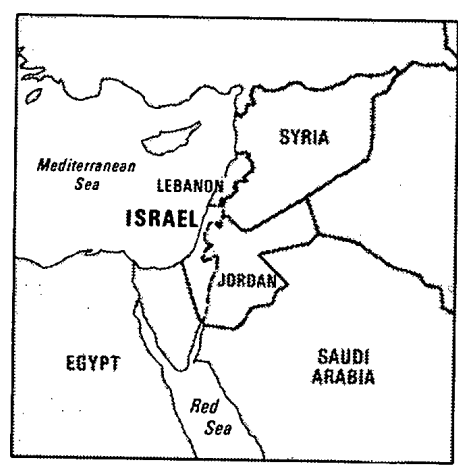 SYRIA
Mediterranean
Sea
LEBANON
ISRAEL
JORDAN
EGYPT
SAUDI
ARABIA
Red
Sea